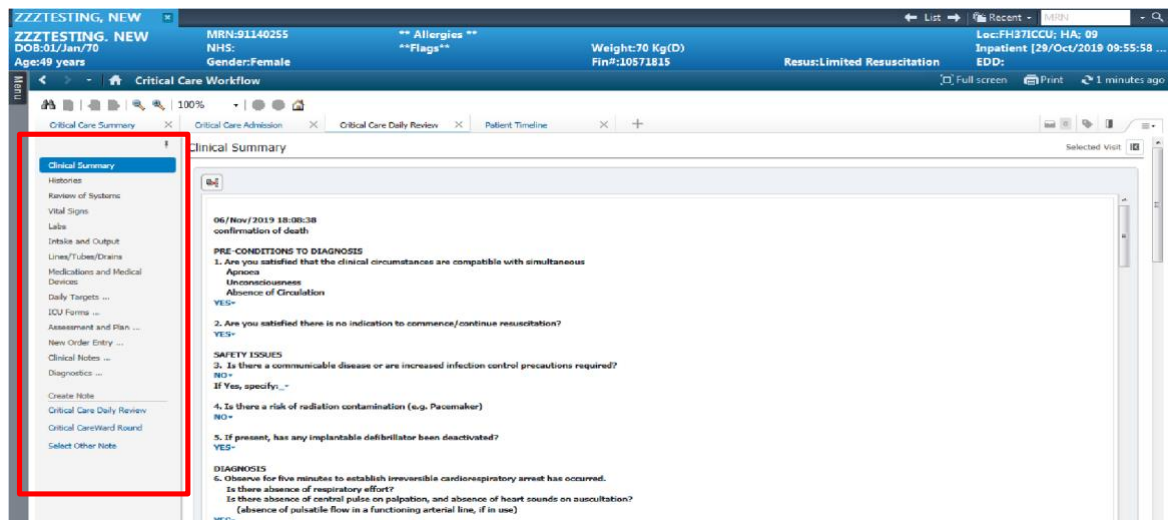 ZZZTESTING, NEW
List
Recent
MRN
ZZZTESTING. NEW
MRN:91140255
** Allergies **
Loc:FH37ICCU; HA; 09
DOB:01/Jan/70
NHS:
**Flags**
Weight:70 Kg(D)
Inpatient [29/Oct/2019 09:55:58 ...
Age:49 years
Gender:Female
Fin#:10571815
Resus:Limited Resuscitation
EDD:
Menu
Critical Care Workflow
Full screen
Print
1 minutes ago
100%
Critical Care Summary
Critical Care Admission
Critical Care Daily Review
Patient Timeline
Clinical Summary
Histories
Review of Systems
Vital Signs
Labs
Intake and Output
Lines/Tubes/Drains
Medications and Medical
Devices
Daily Targets ...
ICU Forms ...
Assessment and Plan ...
New Order Entry ...
Clinical Notes ...
Diagnostics ...
Create Note
Critical Care Daily Review
Critical CareWard Round
Select Other Note
Clinical Summary
Selected Visit
06/Nov/2019 18:08:38
confirmation of death
PRE-CONDITIONS TO DIAGNOSIS
1. Are you satisfied that the clinical circumstances are compatible with simultaneous
Apnoea
Unconsciousness
Absence of Circulation
YES
2. Are you satisfied there is no indication to commence/continue resuscitation?
YES
SAFETY ISSUES
3. Is there a communicable disease or are increased infection control precautions required?
NO
If Yes, specify:_
4. Is there a risk of radiation contamination (e.g. Pacemaker)
NO
5. If present, has any implantable defibrillator been deactivated?
YES
DIAGNOSIS
6. Observe for five minutes to establish irreversible cardiorespiratory arrest has occurred.
Is there absence of respiratory effort?
Is there absence of central pulse on palpation, and absence of heart sounds on auscultation?
(absence of pulsatile flow in a functioning arterial line, if in use)
YES